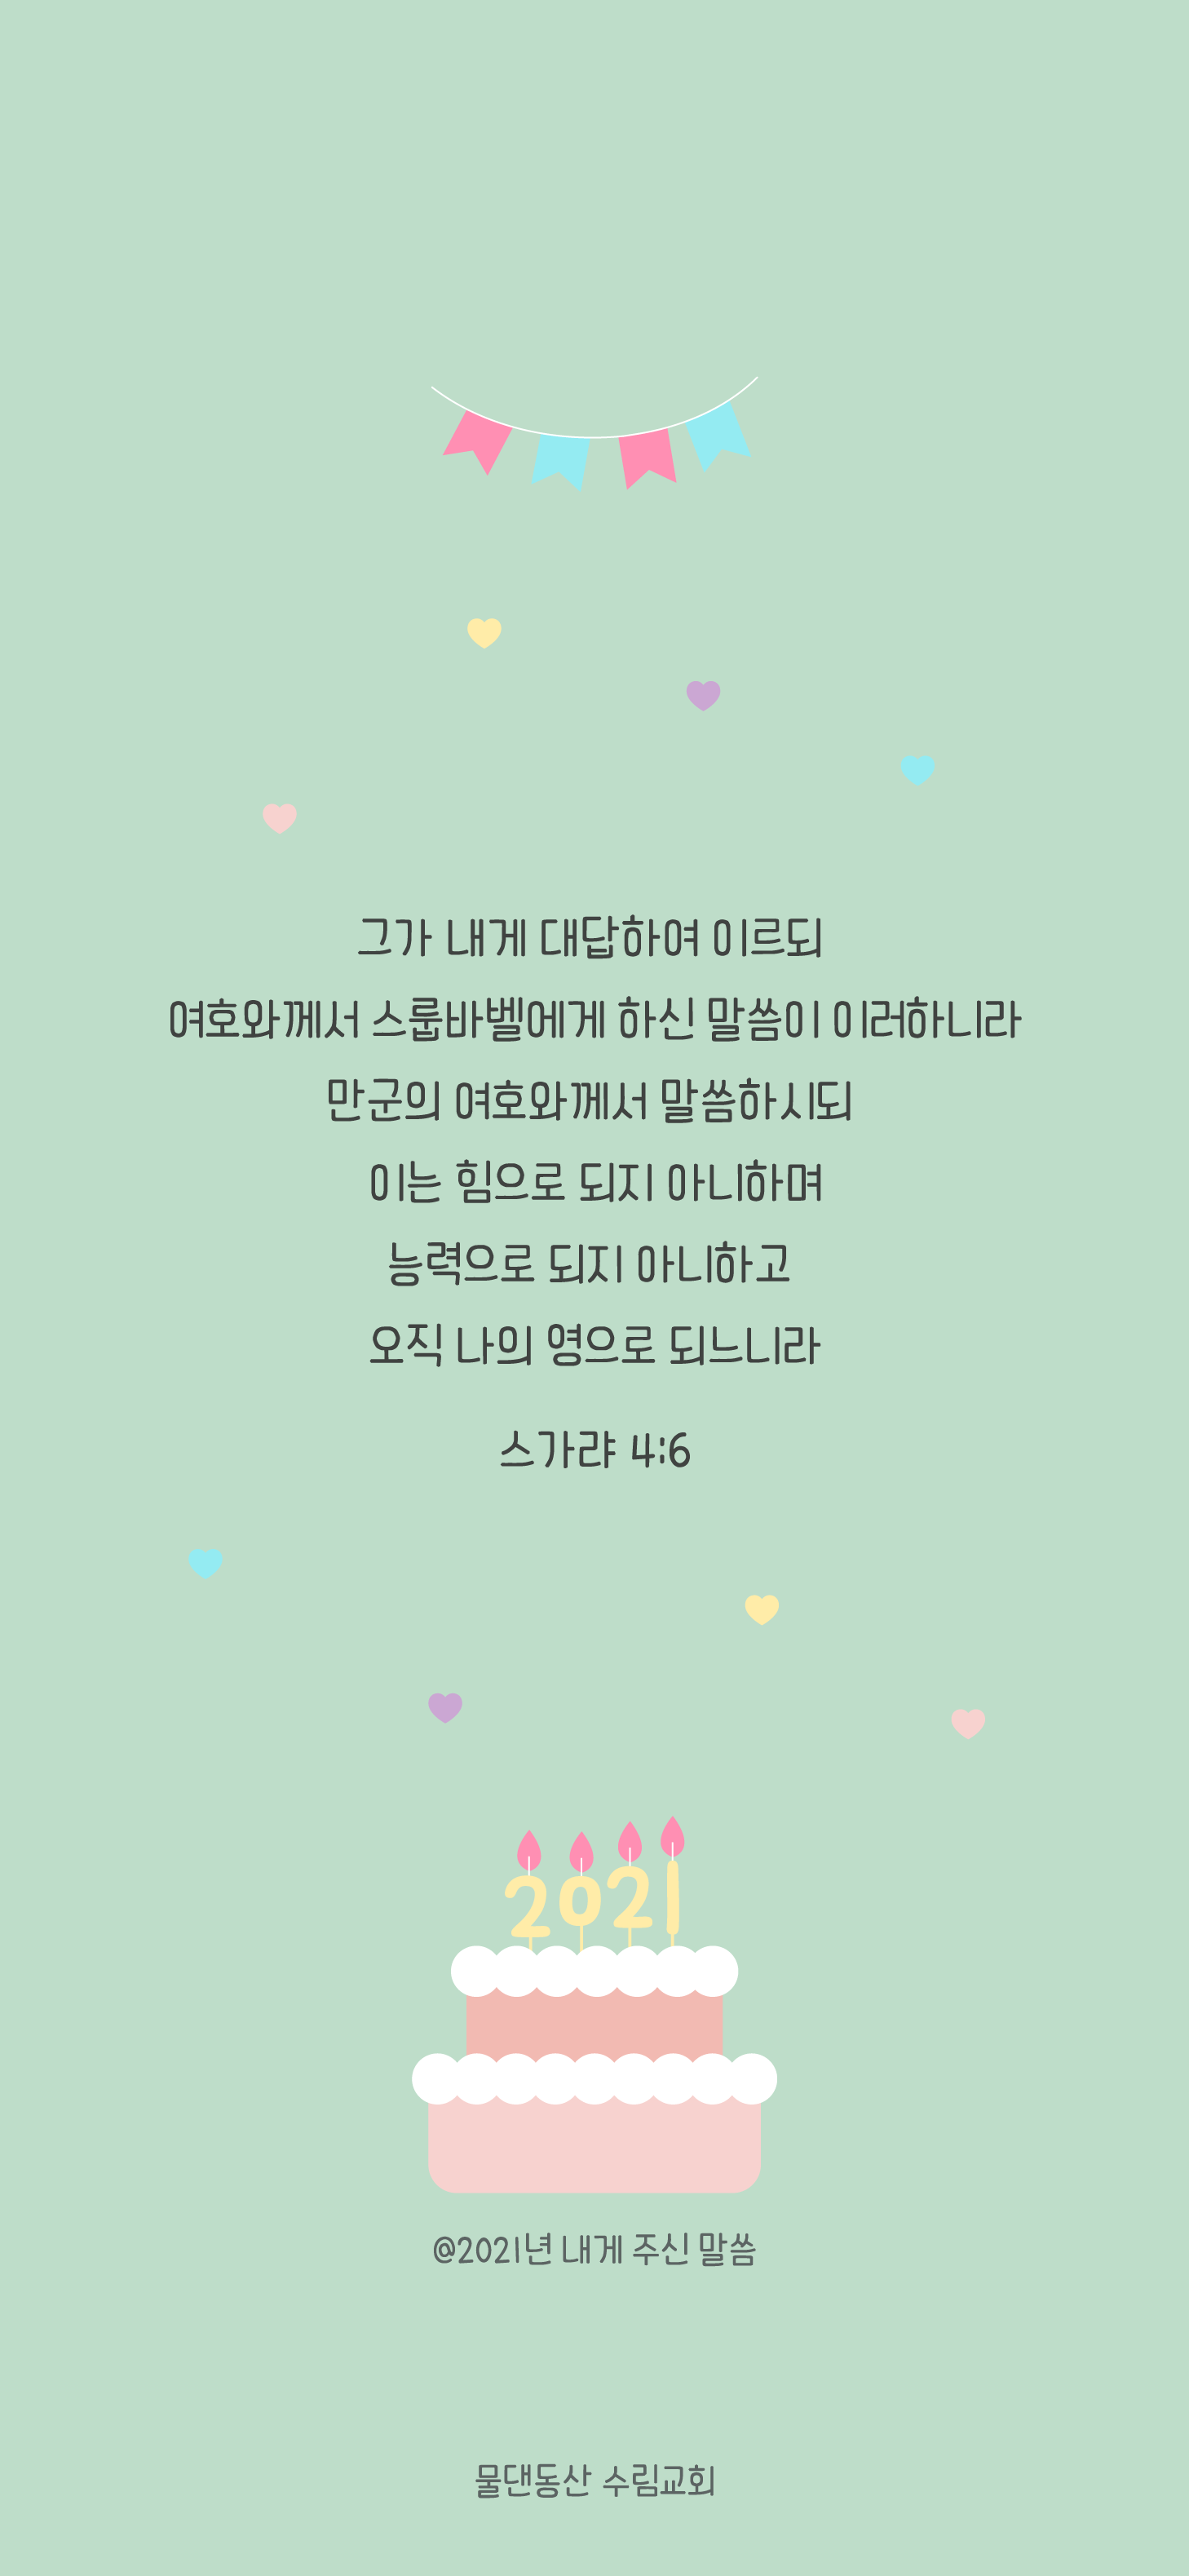 그가 내게 대답하여 이르되
여호와께서 스룹바벨에게 하신 말씀이 이러하니라
만군의 여호와께서 말씀하시되
이는 힘으로 되지 아니하며
능력으로 되지 아니하고
오직 나의 영으로 되느니라
스가랴 4:6
2021
@2021년 내게 주신 말씀
물댄동산 수림교회